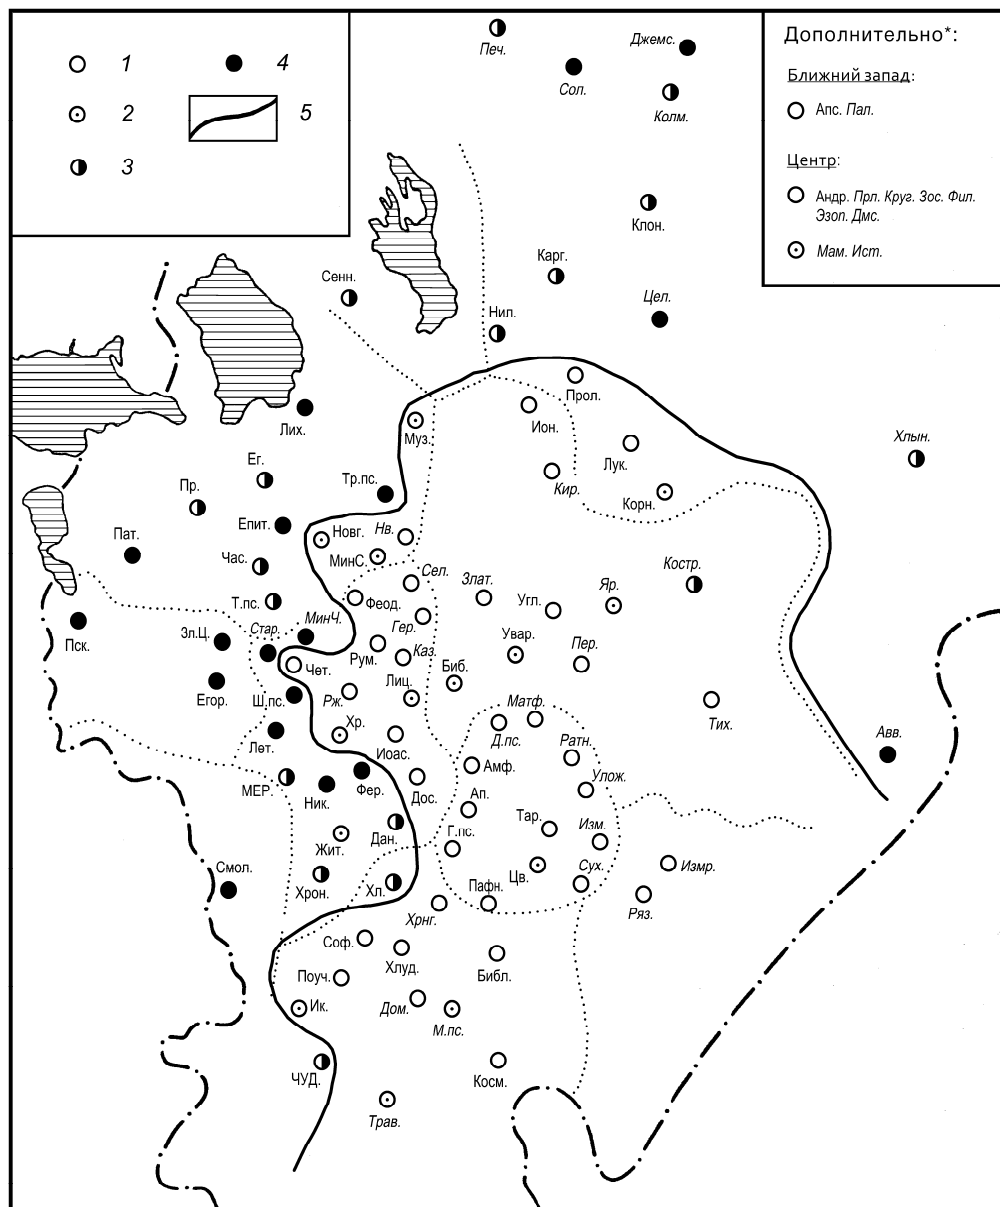 1
4
2
5
3
Дополнительно*:
Ближний запад:
Апс. Пал.
Центр:
Андр. Прл. Круг. Зос. Фил.
Эзоп. Дмс.
Мам. Ист.
Печ.
Джемс.
Сол.
Колм.
Клон.
Карг.
Сенн.
Цел.
Нил.
Прол.
Ион.
Лих.
Муз.
Лук.
Хлын.
Ег.
Тр.пс.
Кир.
Пр.
Корн.
Епит.
Новг.
Нв.
Пат.
Час.
МинС.
Сел.
Злат.
Костр.
Яр.
Т.пс.
Феод.
Угл.
МинЧ.
Стар.
Гер.
Зл.Ц.
Увар.
Пск.
Рум.
Каз.
Пер.
Чет.
Биб.
Лиц.
Егор.
Ш.пс.
Рж.
Матф.
Тих.
Хр.
Лет.
Иоас.
Д.пс.
Ратн.
Авв.
Амф.
Улож.
МЕР.
Ник.
Фер.
Дос.
Ап.
Тар.
Изм.
Дан.
Г.пс.
Жит.
Смол.
Цв.
Сух.
Измр.
Хрон.
Хл.
Пафн.
Ряз.
Хрнг.
Соф.
Хлуд.
Поуч.
Библ.
Ик.
Дом.
М.пс.
ЧУД.
Косм.
Трав.